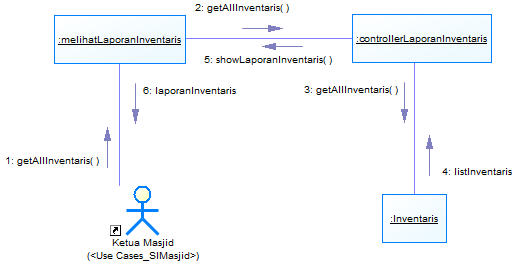 2: getAllInventaris( )
:melihatLaporanInventaris
:controllerLaporanInventaris
5: showLaporanInventaris( )
6: laporanInventaris
3: getAllInventaris( )
1: getAllInventaris( )
4: listInventaris
:Inventaris
Ketua Masjid
(<Use Cases_SIMasjid>)